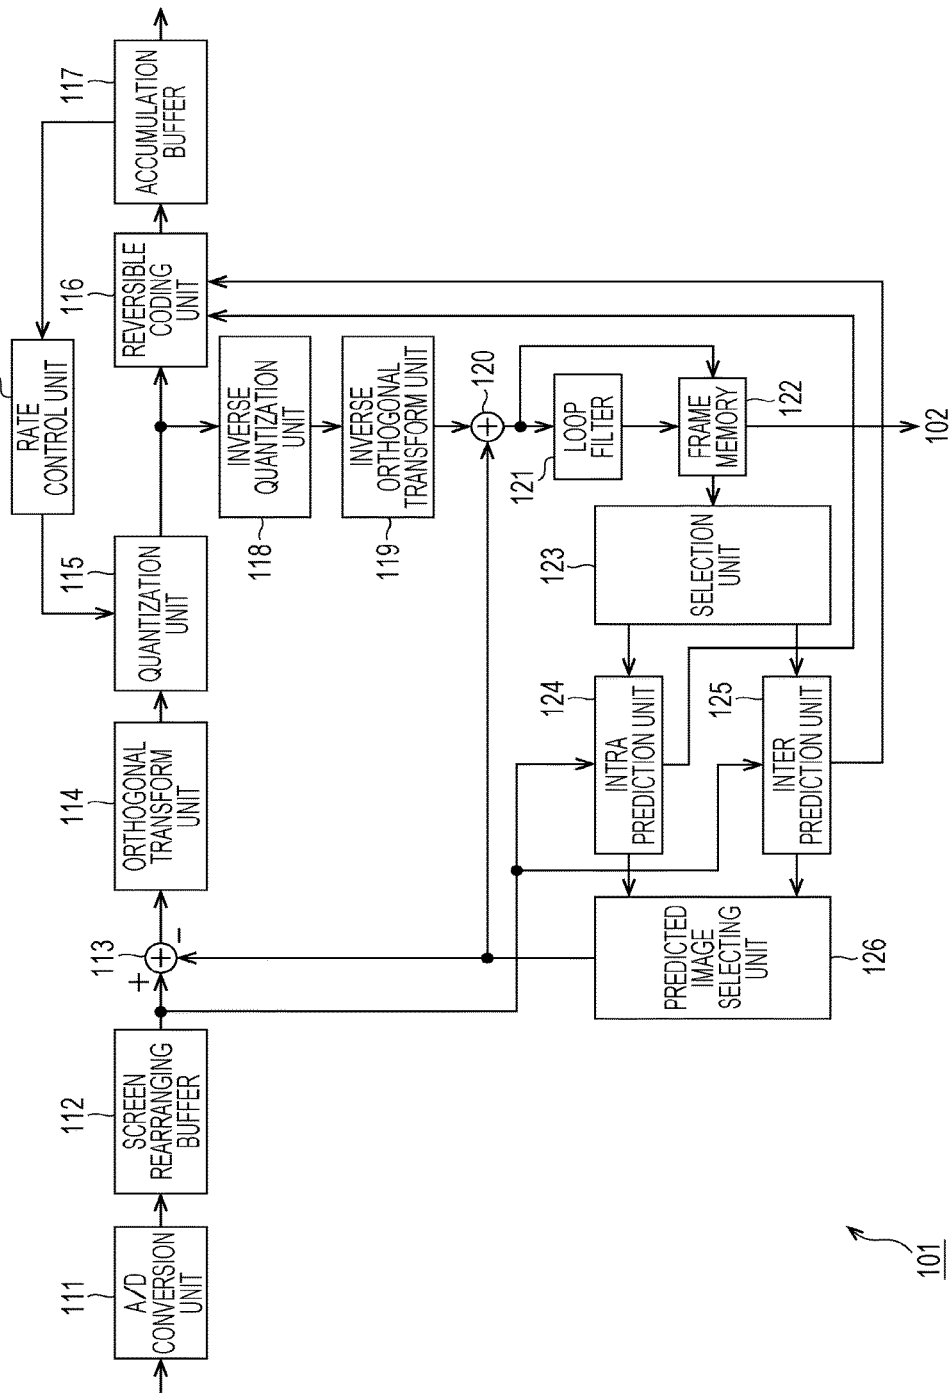 111
A/D
CONVERSION
UNIT
112
SCREEN
REARRANGING
BUFFER
113
+
−
114
ORTHOGONAL
TRANSFORM
UNIT
115
QUANTIZATION
UNIT
RATE
CONTROL UNIT
116
REVERSIBLE
CODING
UNIT
117
ACCUMULATION
BUFFER
118
INVERSE
QUANTIZATION
UNIT
119
INVERSE
ORTHOGONAL
TRANSFORM UNIT
120
121
LOOP
FILTER
122
FRAME
MEMORY
102
123
SELECTION
UNIT
124
INTRA
PREDICTION UNIT
125
INTER
PREDICTION UNIT
126
PREDICTED
IMAGE
SELECTING
UNIT
101